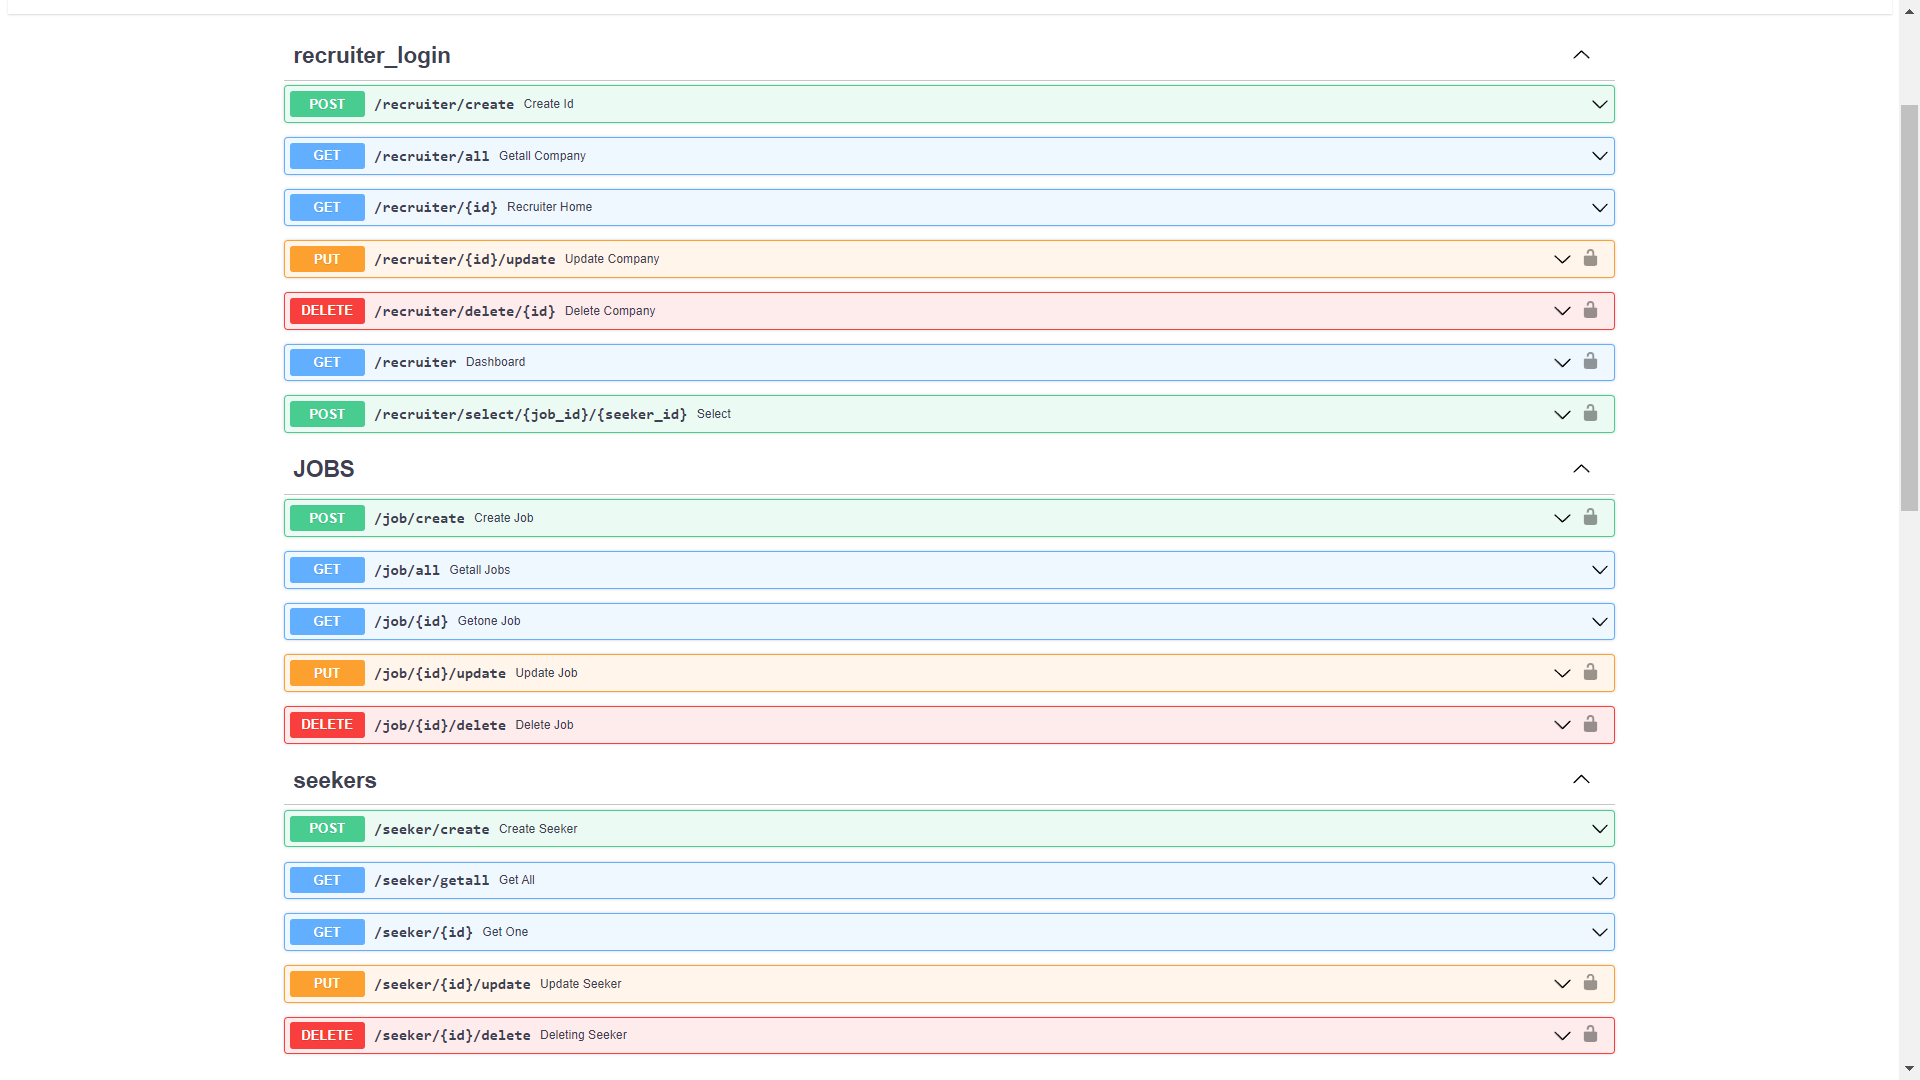 recruiter_login
POST /recruiter/create Create Id
GET /recruiter/all Getall Company
GET /recruiter/{id} Recruiter Home
PUT /recruiter/{id}/update Update Company
DELETE /recruiter/delete/{id} Delete Company
GET /recruiter Dashboard
POST /recruiter/select/{job_id}/{seeker_id} Select
JOBS
POST /job/create Create Job
GET /job/all Getall Jobs
GET /job/{id} Getone Job
PUT /job/{id}/update Update Job
DELETE /job/{id}/delete Delete Job
seekers
POST /seeker/create Create Seeker
GET /seeker/getall Get All
GET /seeker/{id} Get One
PUT /seeker/{id}/update Update Seeker
DELETE /seeker/{id}/delete Deleting Seeker